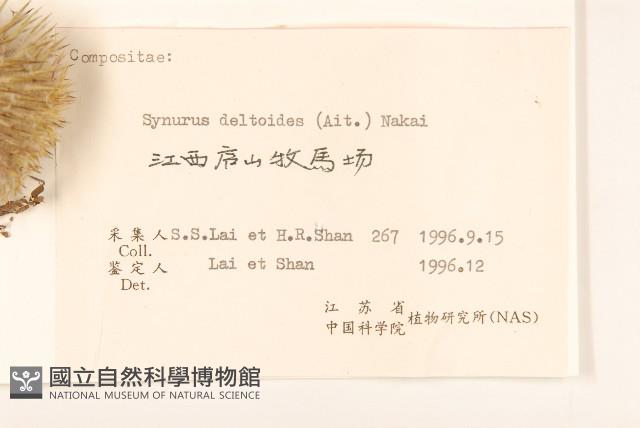 Compositae:
Synurus deltoides (Ait.) Nakai
江西庐山牧馬场
采集人 S.S.Lai et H.R.Shan 267 1996.9.15
Coll.
鉴定人 Lai et Shan 1996.12
Det.
江苏省
中国科学院 植物研究所(NAS)
國立自然科學博物館
NATIONAL MUSEUM OF NATURAL SCIENCE